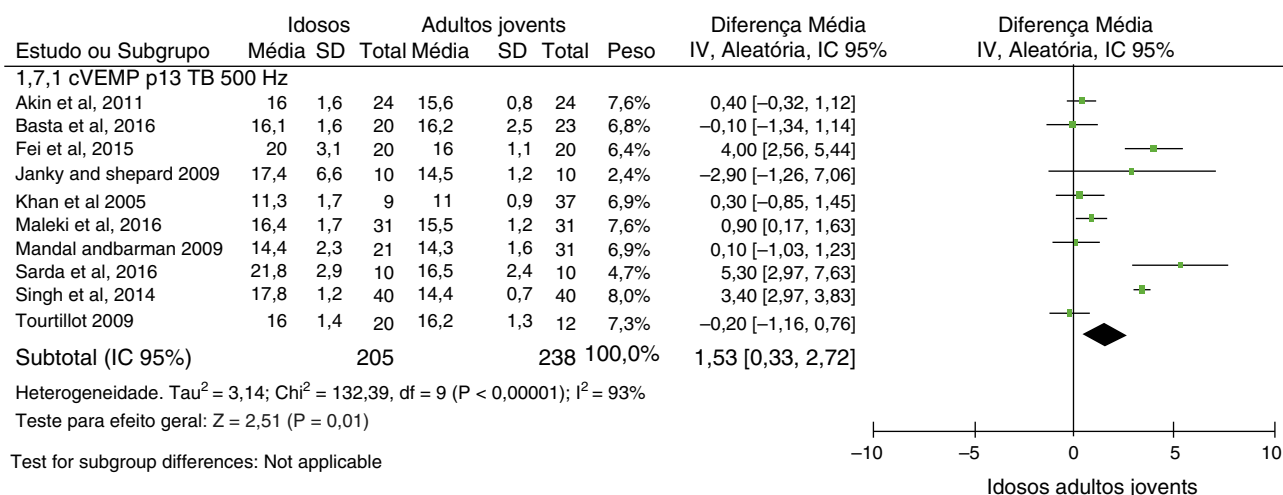 Idosos Adultos jovents Diferença Média Diferença Média
Estudo ou Subgrupo Média SD Total Média SD Total Peso IV, Aleatória, IC 95% IV, Aleatória, IC 95%
1,7,1 cVEMP p13 TB 500 Hz
Akin et al, 2011 16 1,6 24 15,6 0,8 24 7,6% 0,40 [–0,32, 1,12]
Basta et al, 2016 16,1 1,6 20 16,2 2,5 23 6,8% –0,10 [–1,34, 1,14]
Fei et al, 2015 20 3,1 20 16 1,1 20 6,4% 4,00 [2,56, 5,44]
Janky and shepard 2009 17,4 6,6 10 14,5 1,2 10 2,4% –2,90 [–1,26, 7,06]
Khan et al 2005 11,3 1,7 9 11 0,9 37 6,9% 0,30 [–0,85, 1,45]
Maleki et al, 2016 16,4 1,7 31 15,5 1,2 31 7,6% 0,90 [0,17, 1,63]
Mandal andbarman 2009 14,4 2,3 21 14,3 1,6 31 6,9% 0,10 [–1,03, 1,23]
Sarda et al, 2016 21,8 2,9 10 16,5 2,4 10 4,7% 5,30 [2,97, 7,63]
Singh et al, 2014 17,8 1,2 40 14,4 0,7 40 8,0% 3,40 [2,97, 3,83]
Tourtillot 2009 16 1,4 20 16,2 1,3 12 7,3% –0,20 [–1,16, 0,76]
Subtotal (IC 95%) 205 238 100,0% 1,53 [0,33, 2,72]
Heterogeneidade. Tau² = 3,14; Chi² = 132,39, df = 9 (P < 0,00001); I² = 93%
Teste para efeito geral: Z = 2,51 (P = 0,01)
Test for subgroup differences: Not applicable
–10 –5 0 5 10
Idosos adultos jovens